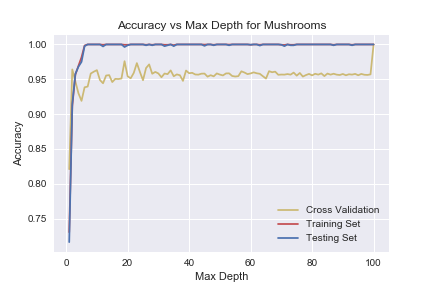 Accuracy vs Max Depth for Mushrooms
1.00
0.95
0.90
0.85
0.80
0.75
Accuracy
Cross Validation
Training Set
Testing Set
0
20
40
60
80
100
Max Depth